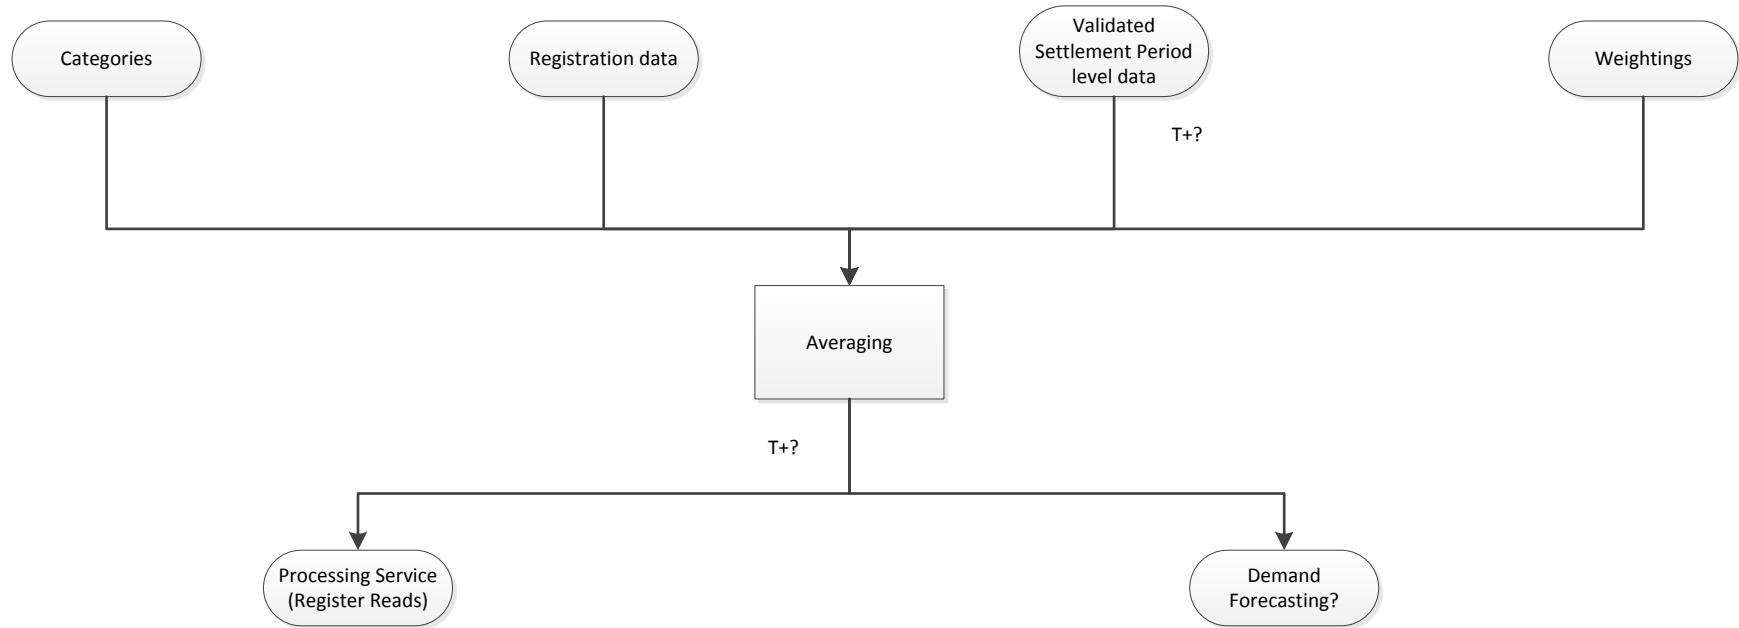 Categories
Registration data
Validated
Settlement Period
level data
Weightings
T+?
Averaging
T+?
Processing Service
(Register Reads)
Demand
Forecasting?